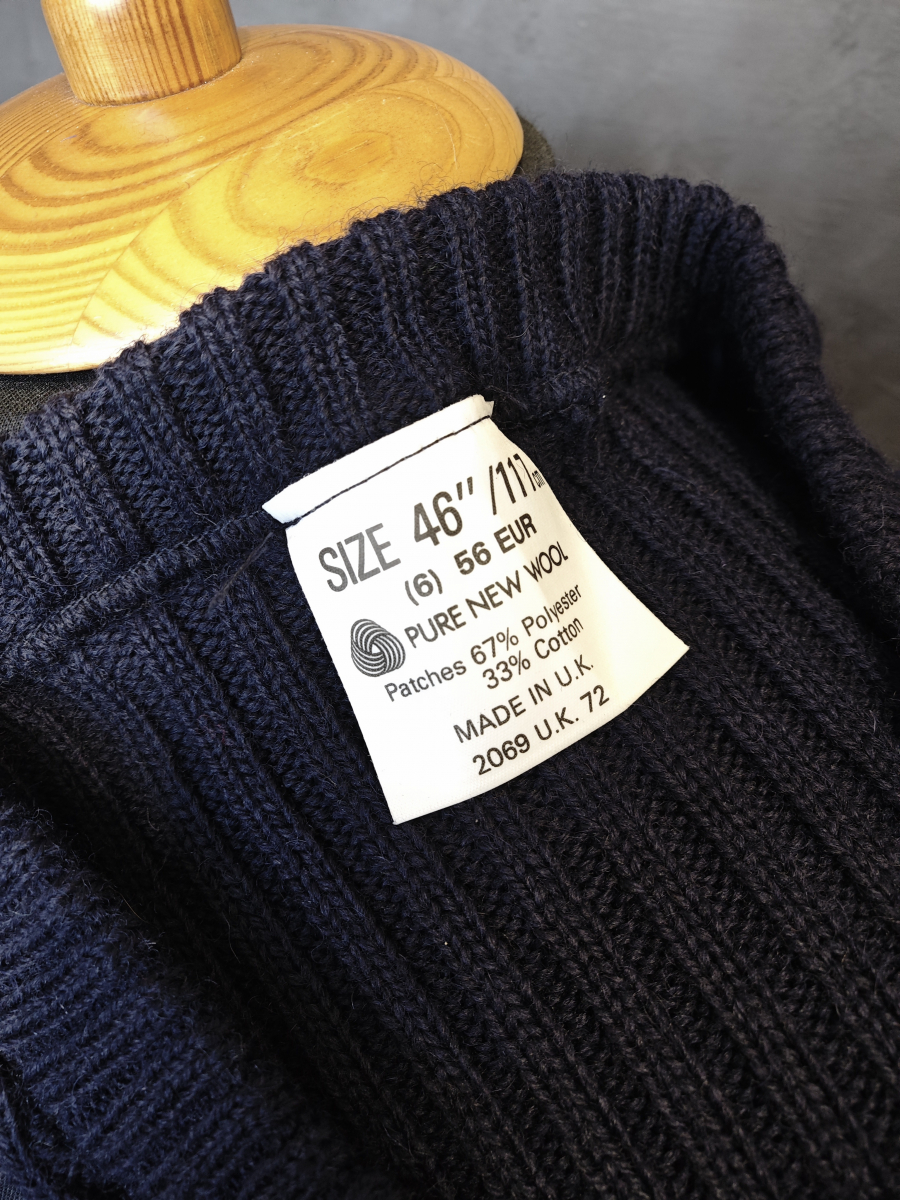 SIZE 46"/117cm
(6) 56 EUR
PURE NEW WOOL
Patches 67% Polyester
33% Cotton
MADE IN U.K.
2069 U.K. 72